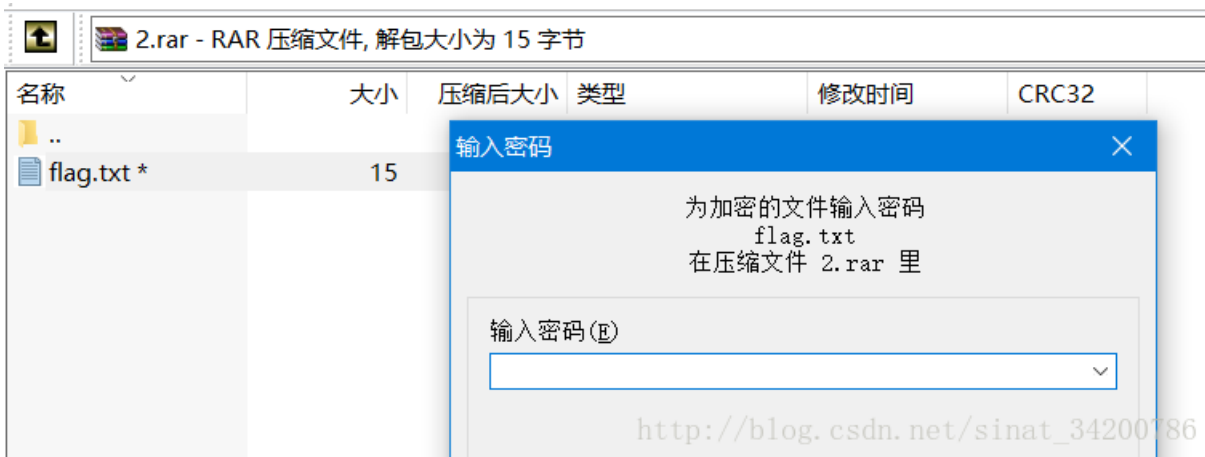 2.rar - RAR 压缩文件, 解包大小为 15 字节
名称 大小 压缩后大小 类型 修改时间 CRC32
..
flag.txt * 15
输入密码
为加密的文件输入密码
flag.txt
在压缩文件 2.rar 里
输入密码(E)
http://blog.csdn.net/sinat_34200786